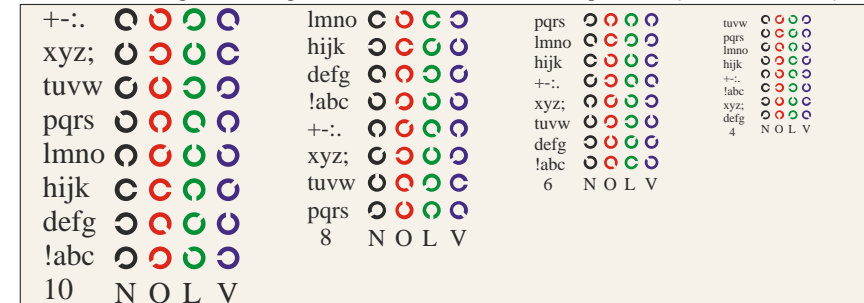 +-:.
xyz;
tuvw
pqrs
lmno
hijk
defg
!abc
10 N O L V
lmno
hijk
defg
!abc
+-:.
xyz;
tuvw
pqrs
8 N O L V
pqrs
lmno
hijk
+-:.
xyz;
tuvw
defg
!abc
6 N O L V
tuvw
pqrs
lmno
hijk
+-:.
!abc
xyz;
defg
4 N O L V